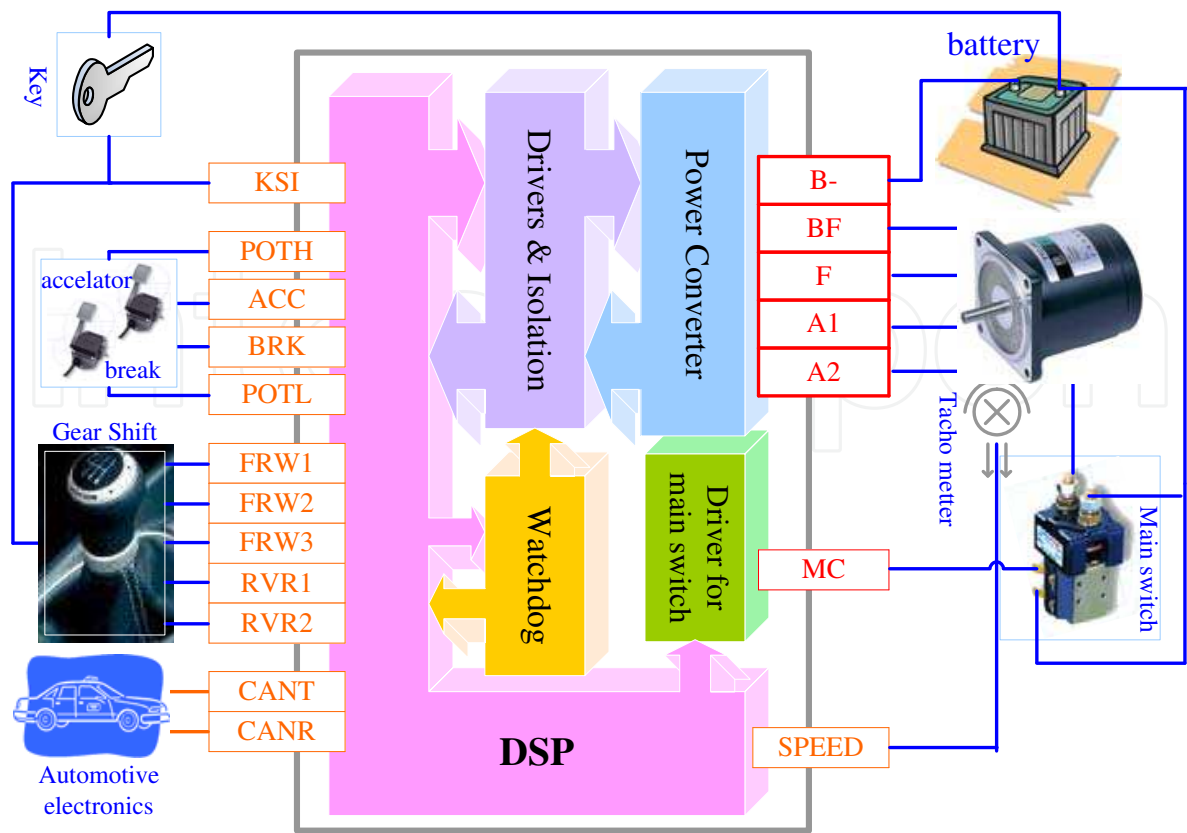 Key
battery
KSI
POTH
accelator
ACC
BRK
break
POTL
Gear Shift
FRW1
FRW2
FRW3
RVR1
RVR2
CANT
CANR
Automotive
electronics
Drivers & Isolation
Power Converter
Watchdog
Driver for
main switch
DSP
B-
BF
F
A1
A2
MC
SPEED
Tacho metter
Main switch